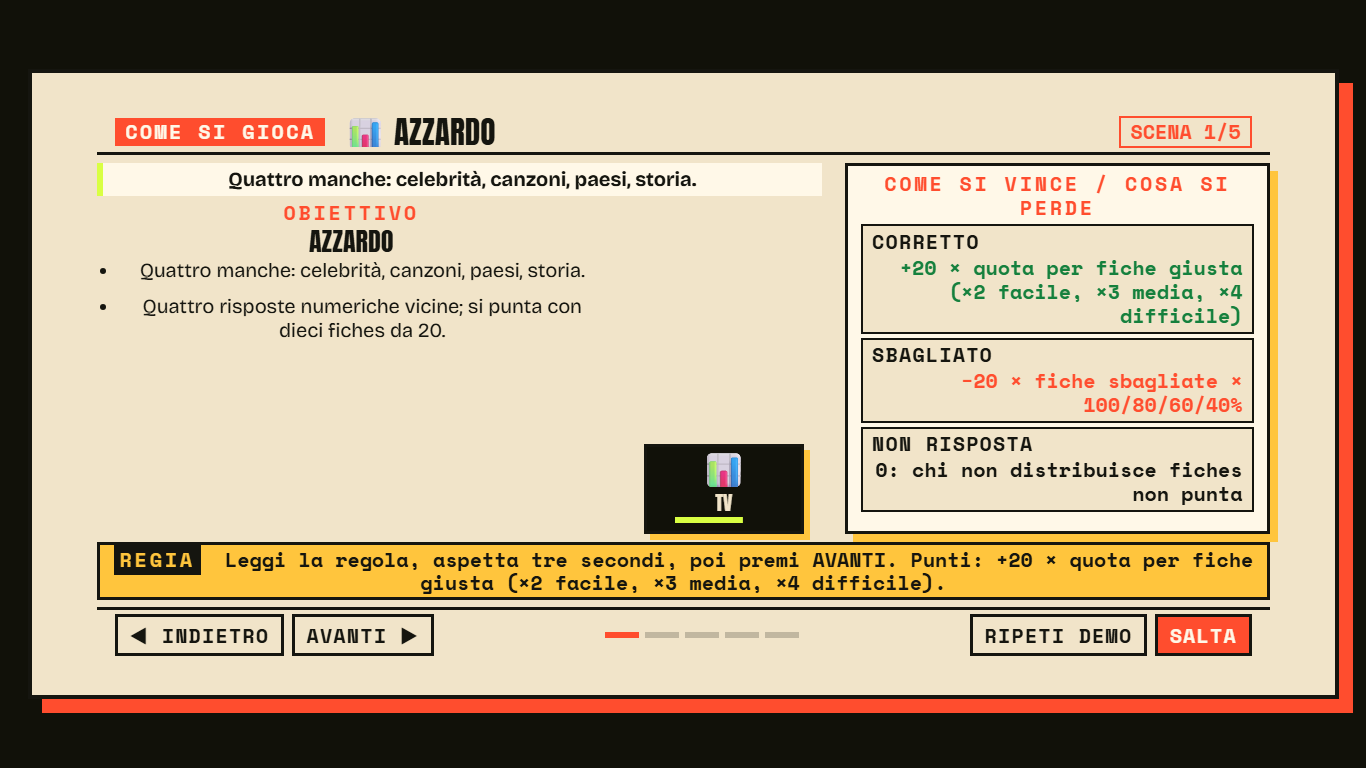 COME SI GIOCA
AZZARDO
SCENA 1/5
Quattro manche: celebrità, canzoni, paesi, storia.
OBIETTIVO
AZZARDO
• Quattro manche: celebrità, canzoni, paesi, storia.
• Quattro risposte numeriche vicine; si punta con
dieci fiches da 20.
TV
COME SI VINCE / COSA SI
PERDE
CORRETTO
+20 × quota per fiche giusta
(×2 facile, ×3 media, ×4
difficile)
SBAGLIATO
−20 × fiche sbagliate ×
100/80/60/40%
NON RISPOSTA
0: chi non distribuisce fiches
non punta
REGIA Leggi la regola, aspetta tre secondi, poi premi AVANTI. Punti: +20 × quota per fiche
giusta (×2 facile, ×3 media, ×4 difficile).
◀ INDIETRO
AVANTI ▶
RIPETI DEMO
SALTA